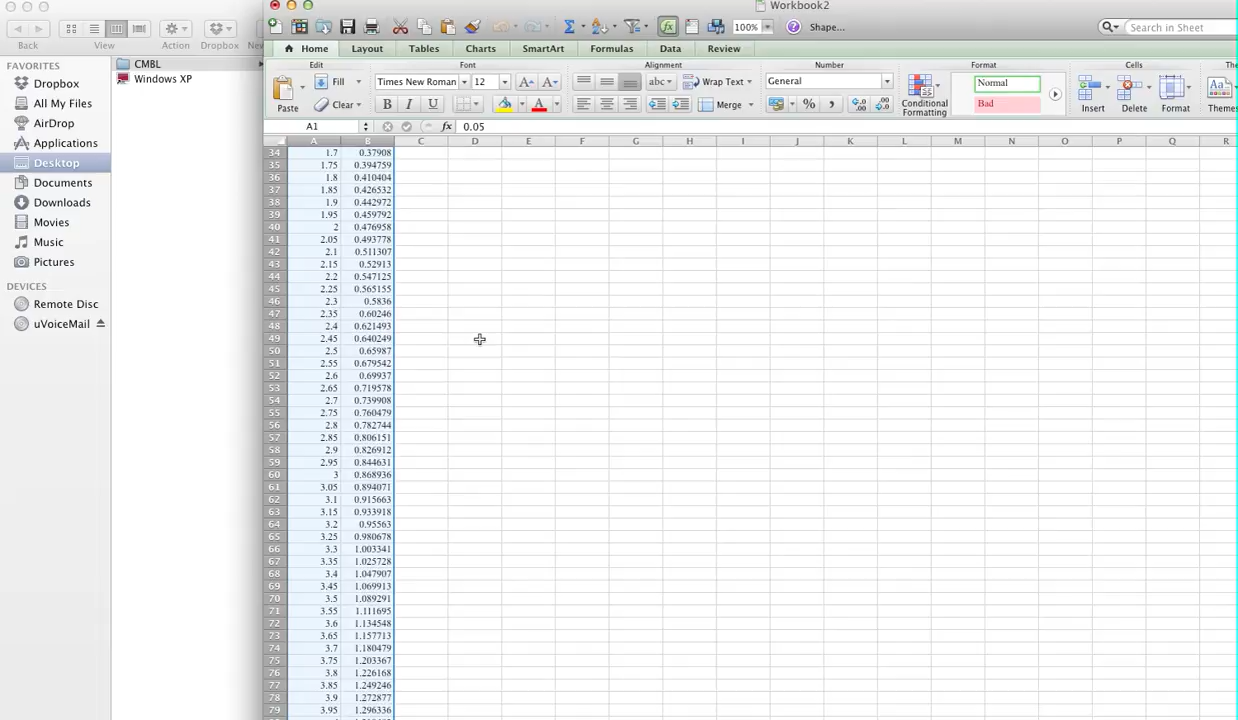 Workbook2
Back View Action Dropbox
100% Shape... Search in Sheet
Home Layout Tables Charts SmartArt Formulas Data Review
Edit Font Alignment Number Format Cells
Paste Fill Times New Roman 12 abc Wrap Text General Conditional Formatting Normal Insert Delete Format Themes
Clear B I U Merge % Bad
A1 fx 0.05
FAVORITES
Dropbox
All My Files
AirDrop
Applications
Desktop
Documents
Downloads
Movies
Music
Pictures
DEVICES
Remote Disc
uVoiceMail
CMBL
Windows XP
A B C D E F G H I J K L M N O P Q R
34 1.7 0.37908
35 1.75 0.394759
36 1.8 0.410404
37 1.85 0.426532
38 1.9 0.442972
39 1.95 0.459792
40 2 0.476958
41 2.05 0.493778
42 2.1 0.511307
43 2.15 0.52913
44 2.2 0.547125
45 2.25 0.565155
46 2.3 0.5836
47 2.35 0.60246
48 2.4 0.621493
49 2.45 0.640249
50 2.5 0.65987
51 2.55 0.679542
52 2.6 0.69937
53 2.65 0.719578
54 2.7 0.739908
55 2.75 0.760479
56 2.8 0.782744
57 2.85 0.806151
58 2.9 0.826912
59 2.95 0.844631
60 3 0.868936
61 3.05 0.894071
62 3.1 0.915663
63 3.15 0.933918
64 3.2 0.95563
65 3.25 0.980678
66 3.3 1.003341
67 3.35 1.025728
68 3.4 1.047907
69 3.45 1.069913
70 3.5 1.089291
71 3.55 1.111695
72 3.6 1.134548
73 3.65 1.157713
74 3.7 1.180479
75 3.75 1.203367
76 3.8 1.226168
77 3.85 1.249246
78 3.9 1.272877
79 3.95 1.296336